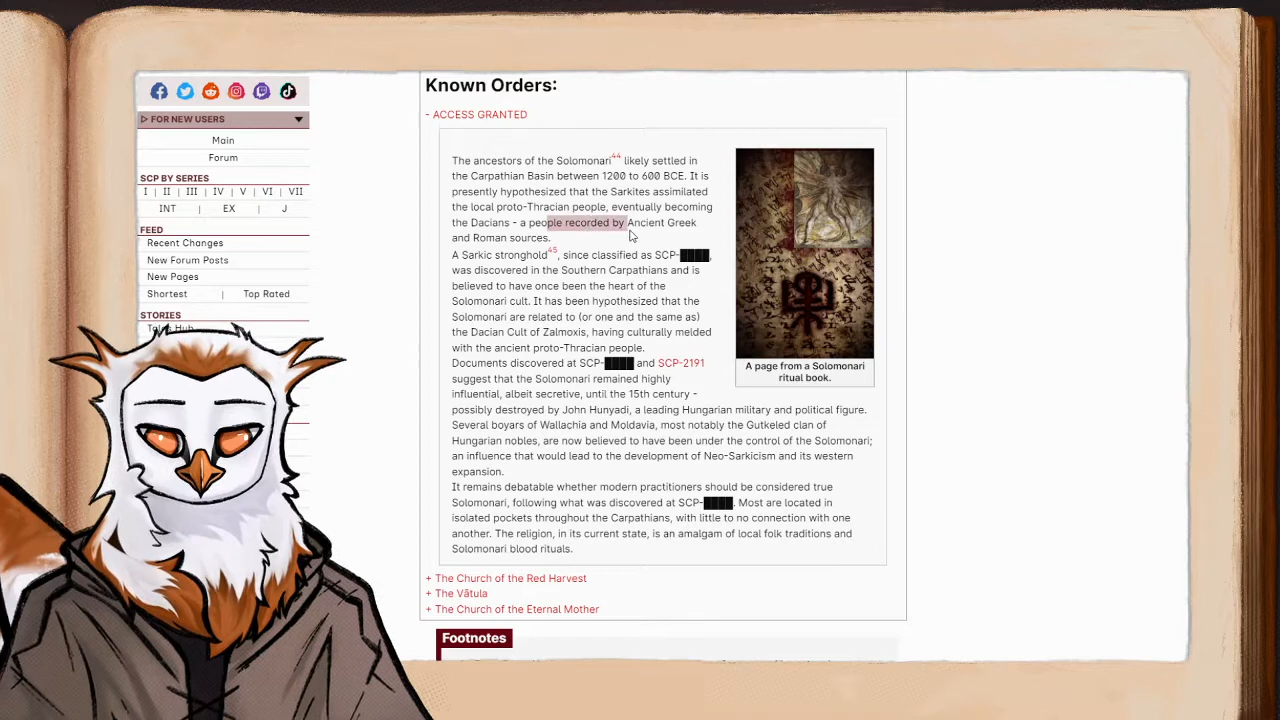 FOR NEW USERS
Main
Forum
SCP BY SERIES
I | II | III | IV | V | VI | VII
INT | EX | J
FEED
Recent Changes
New Forum Posts
New Pages
Shortest | Top Rated
STORIES
Known Orders:
- ACCESS GRANTED
The ancestors of the Solomonari44 likely settled in
the Carpathian Basin between 1200 to 600 BCE. It is
presently hypothesized that the Sarkites assimilated
the local proto-Thracian people, eventually becoming
the Dacians - a people recorded by Ancient Greek
and Roman sources.
A Sarkic stronghold45, since classified as SCP-████,
was discovered in the Southern Carpathians and is
believed to have once been the heart of the
Solomonari cult. It has been hypothesized that the
Solomonari are related to (or one and the same as)
the Dacian Cult of Zalmoxis, having culturally melded
with the ancient proto-Thracian people.
Documents discovered at SCP-████ and SCP-2191
suggest that the Solomonari remained highly
influential, albeit secretive, until the 15th century -
possibly destroyed by John Hunyadi, a leading Hungarian military and political figure.
Several boyars of Wallachia and Moldavia, most notably the Gutkeled clan of
Hungarian nobles, are now believed to have been under the control of the Solomonari;
an influence that would lead to the development of Neo-Sarkicism and its western
expansion.
It remains debatable whether modern practitioners should be considered true
Solomonari, following what was discovered at SCP-████. Most are located in
isolated pockets throughout the Carpathians, with little to no connection with one
another. The religion, in its current state, is an amalgam of local folk traditions and
Solomonari blood rituals.
A page from a Solomonari
ritual book.
+ The Church of the Red Harvest
+ The Vătula
+ The Church of the Eternal Mother
Footnotes